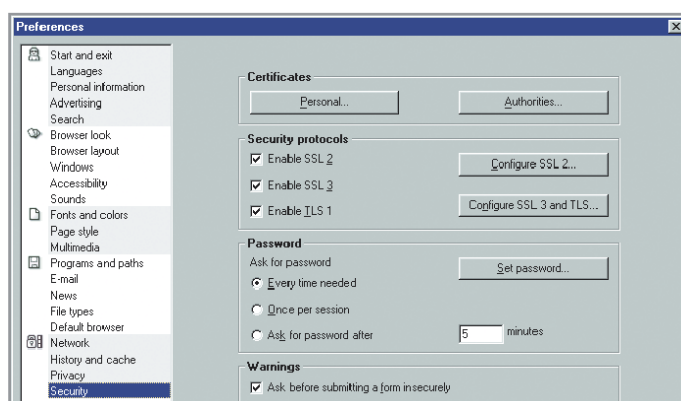 Preferences
Start and exit
Languages
Personal information
Advertising
Search
Browser look
Browser layout
Windows
Accessibility
Sounds
Fonts and colors
Page style
Multimedia
Programs and paths
E-mail
News
File types
Default browser
Network
History and cache
Privacy
Security
Certificates
Personal... Authorities...
Security protocols
Enable SSL 2 Configure SSL 2...
Enable SSL 3
Enable TLS 1 Configure SSL 3 and TLS...
Password
Ask for password Set password...
Every time needed
Once per session
Ask for password after 5 minutes
Warnings
Ask before submitting a form insecurely